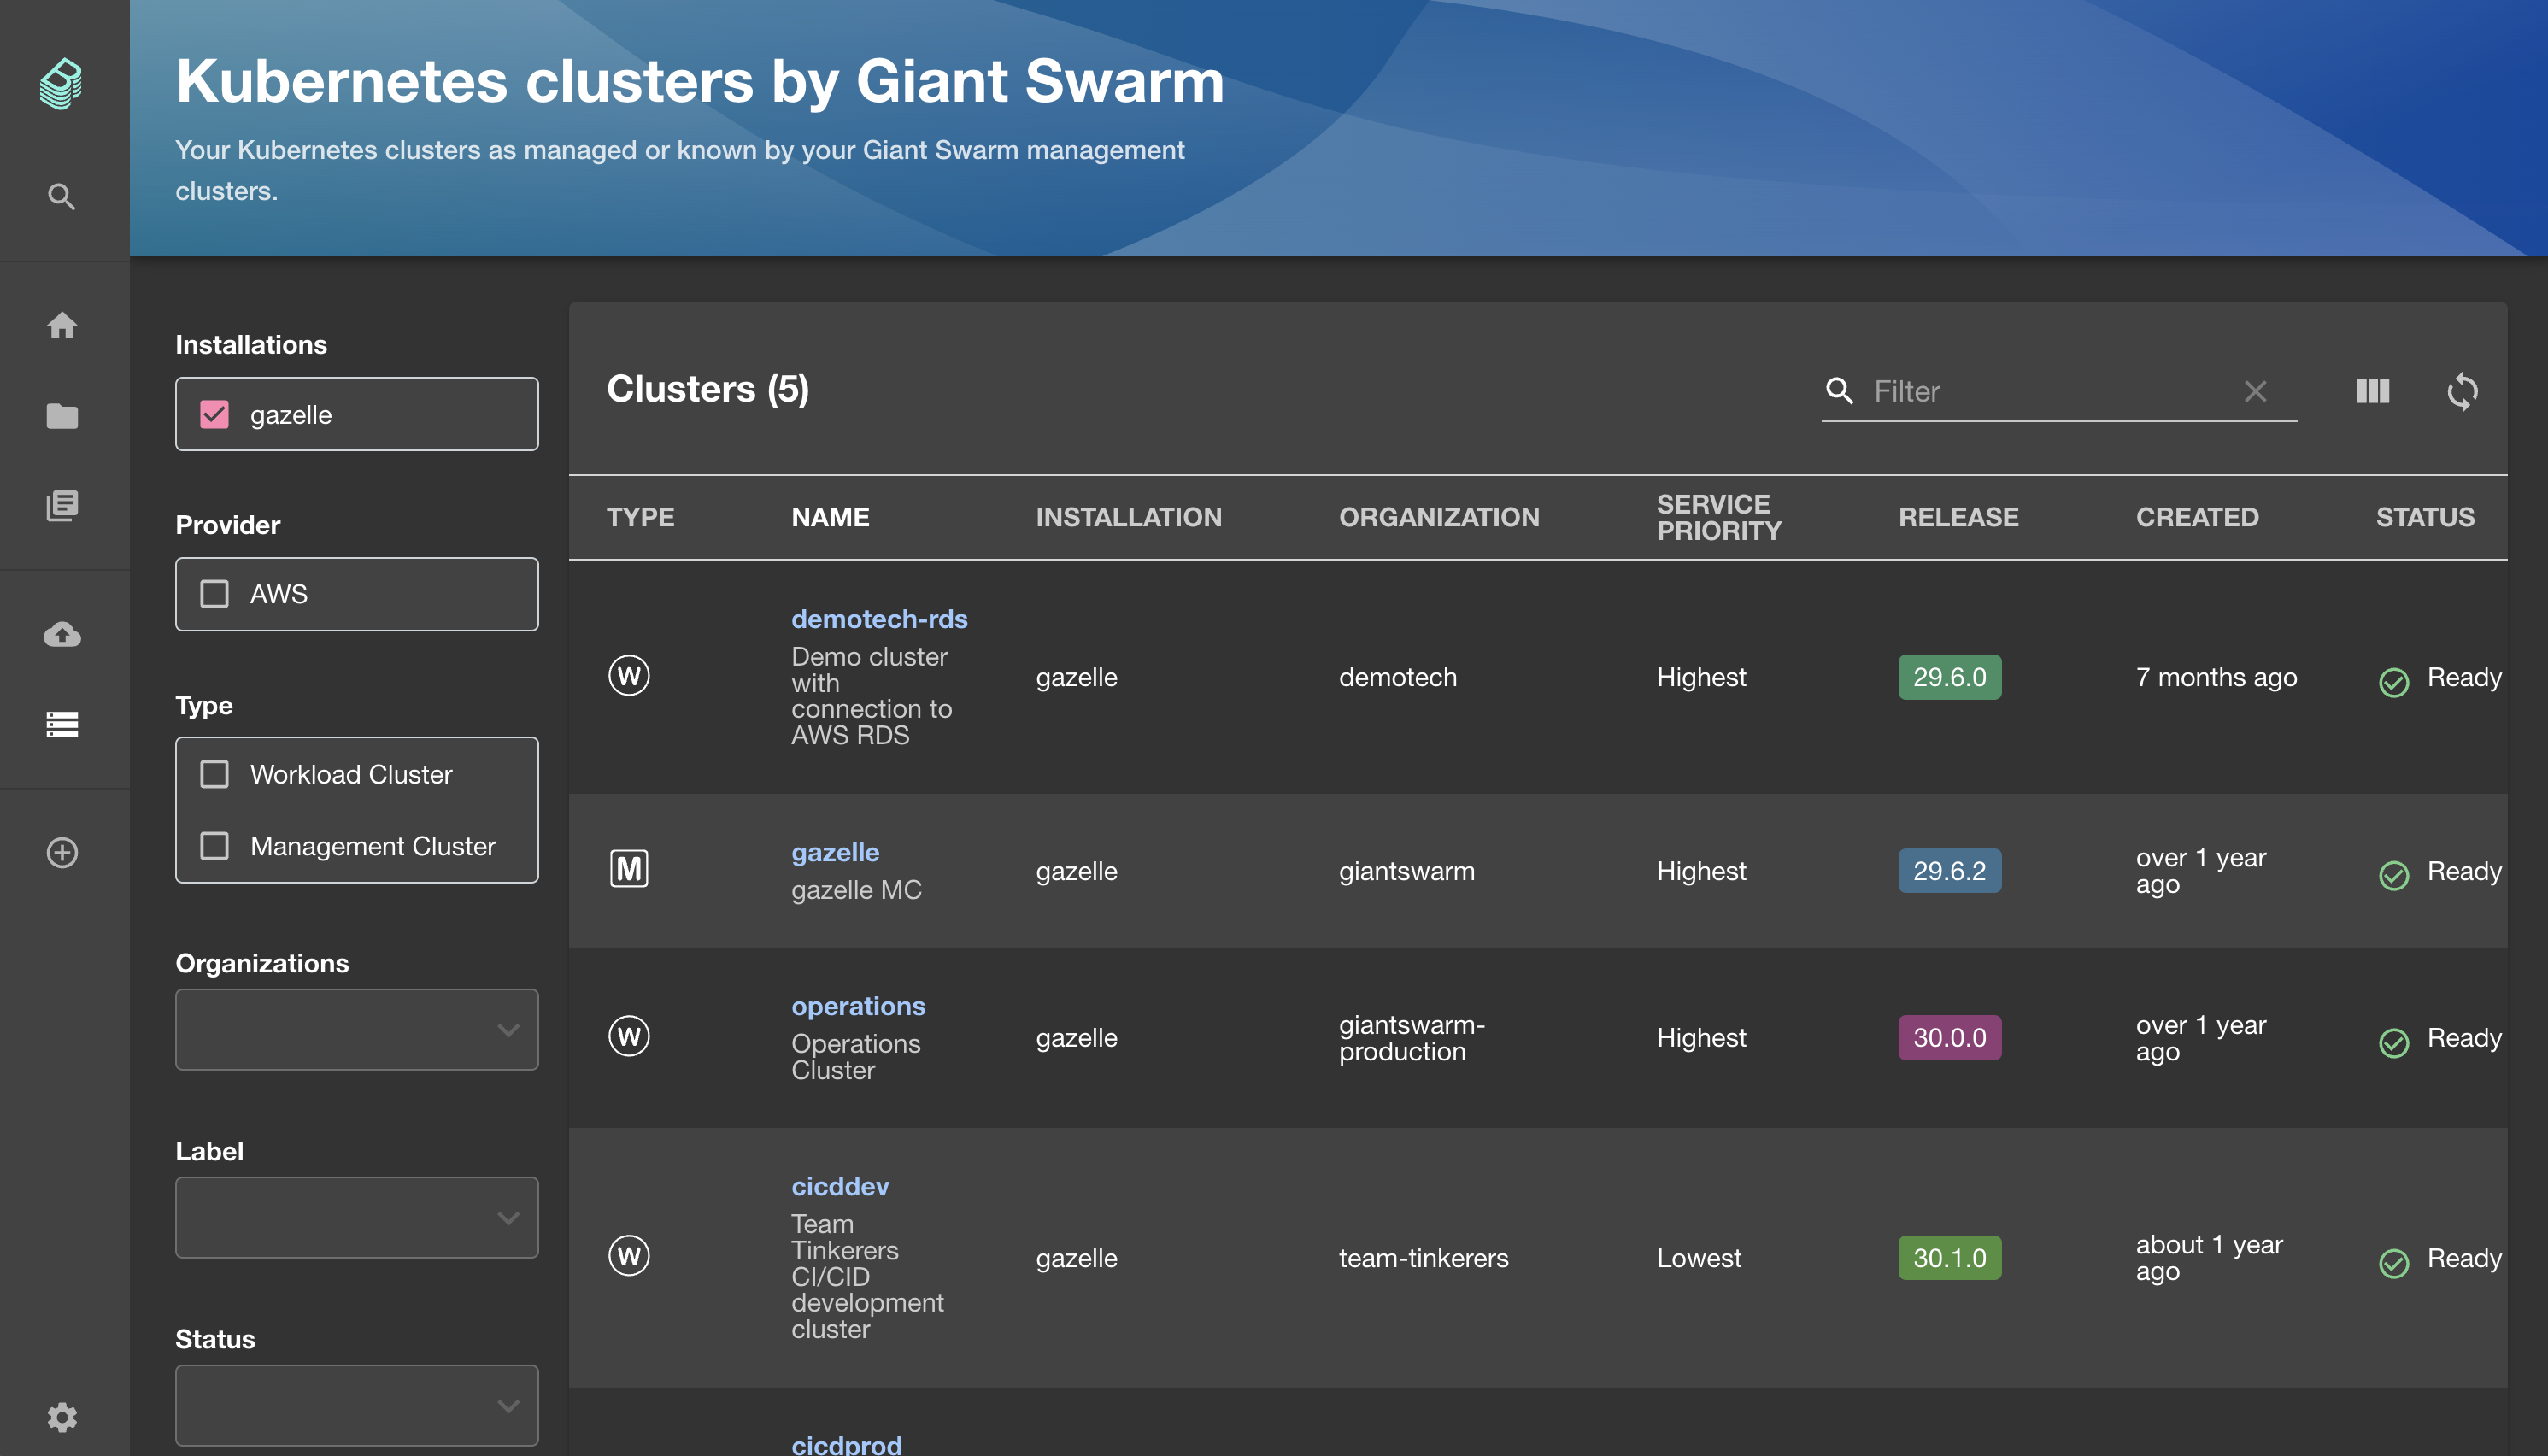 Kubernetes clusters by Giant Swarm
Your Kubernetes clusters as managed or known by your Giant Swarm management
clusters.
Installations
gazelle
Provider
AWS
Type
Workload Cluster
Management Cluster
Organizations
Label
Status
Clusters (5)
Filter
TYPE NAME INSTALLATION ORGANIZATION SERVICE PRIORITY RELEASE CREATED STATUS
W
demotech-rds
Demo cluster
with
connection to
AWS RDS
gazelle
demotech
Highest
29.6.0
7 months ago
Ready
M
gazelle
gazelle MC
gazelle
giantswarm
Highest
29.6.2
over 1 year
ago
Ready
W
operations
Operations
Cluster
gazelle
giantswarm-
production
Highest
30.0.0
over 1 year
ago
Ready
W
cicddev
Team
Tinkerers
CI/CID
development
cluster
gazelle
team-tinkerers
Lowest
30.1.0
about 1 year
ago
Ready
cicdprod